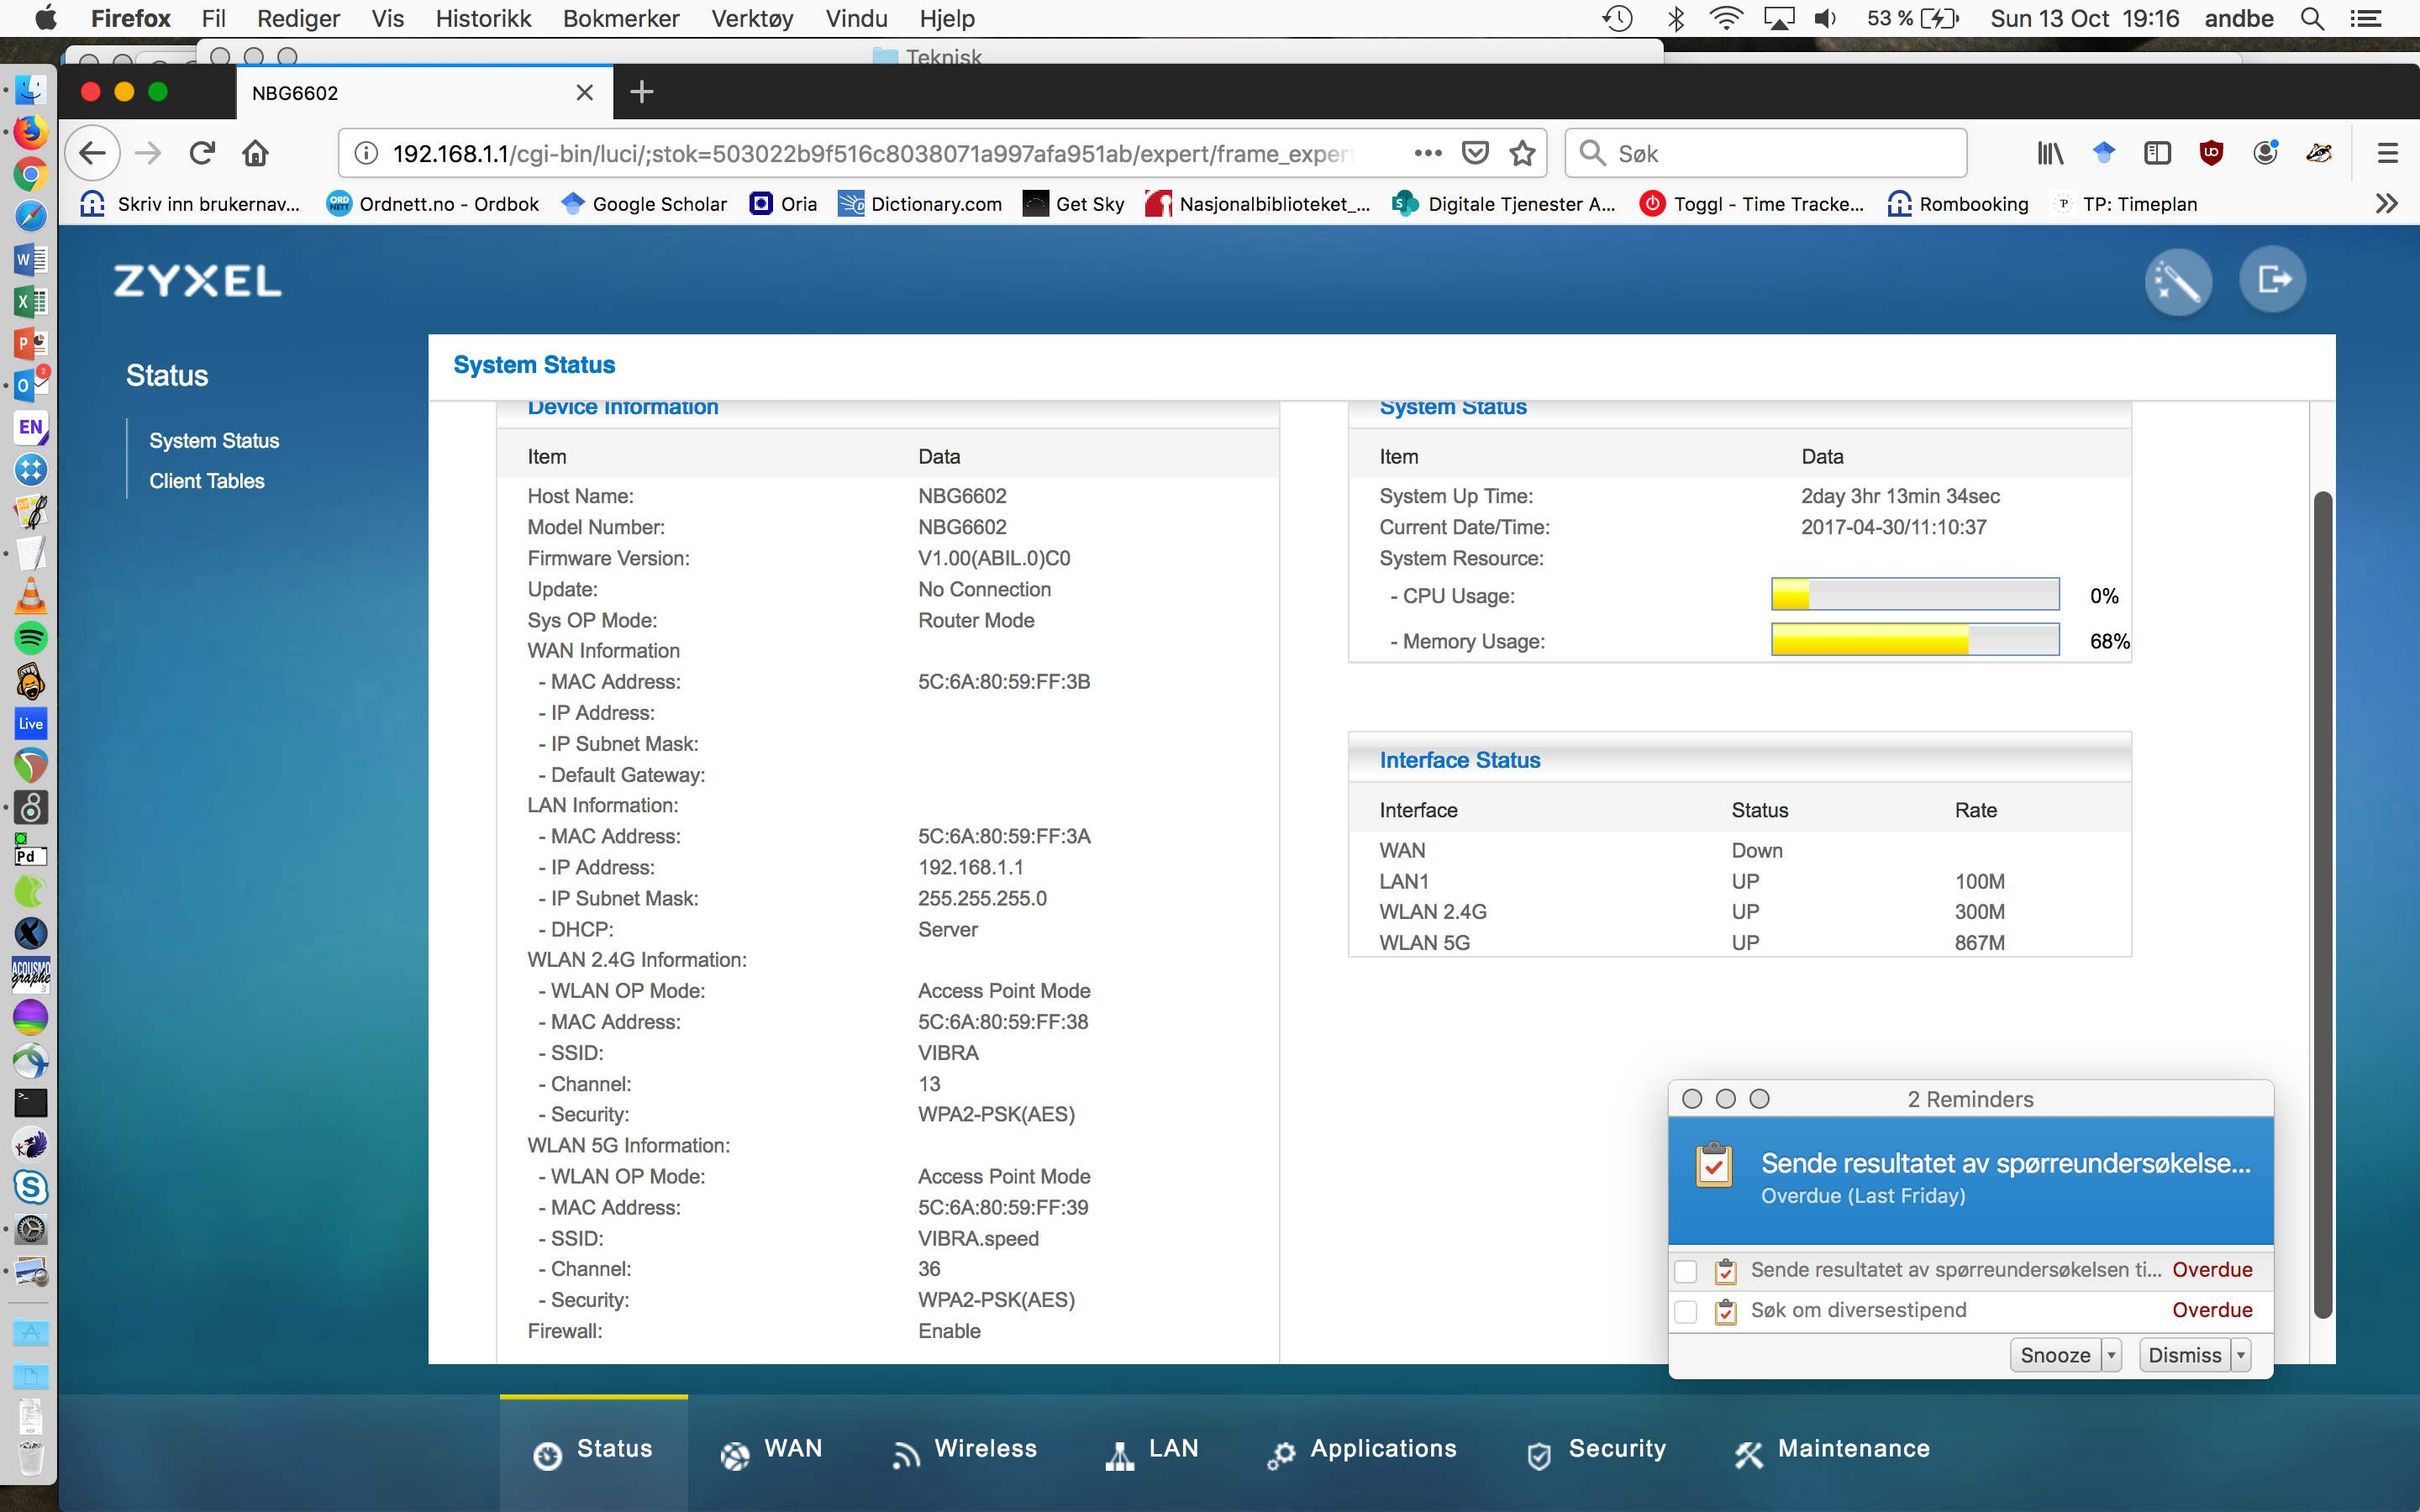 Firefox Fil Rediger Vis Historikk Bokmerker Verktøy Vindu Hjelp 53 % Sun 13 Oct 19:16 andbe
Teknisk
NBG6602
192.168.1.1/cgi-bin/luci/;stok=503022b9f516c8038071a997afa951ab/expert/frame_exper
Søk
Skriv inn brukernav... Ordnett.no - Ordbok Google Scholar Oria Dictionary.com Get Sky Nasjonalbiblioteket_... Digitale Tjenester A... Toggl - Time Tracke... Rombooking TP: Timeplan
ZYXEL
Status
System Status
Client Tables
System Status
Device Information
Item Data
Host Name: NBG6602
Model Number: NBG6602
Firmware Version: V1.00(ABIL.0)C0
Update: No Connection
Sys OP Mode: Router Mode
WAN Information
- MAC Address: 5C:6A:80:59:FF:3B
- IP Address:
- IP Subnet Mask:
- Default Gateway:
LAN Information:
- MAC Address: 5C:6A:80:59:FF:3A
- IP Address: 192.168.1.1
- IP Subnet Mask: 255.255.255.0
- DHCP: Server
WLAN 2.4G Information:
- WLAN OP Mode: Access Point Mode
- MAC Address: 5C:6A:80:59:FF:38
- SSID: VIBRA
- Channel: 13
- Security: WPA2-PSK(AES)
WLAN 5G Information:
- WLAN OP Mode: Access Point Mode
- MAC Address: 5C:6A:80:59:FF:39
- SSID: VIBRA.speed
- Channel: 36
- Security: WPA2-PSK(AES)
Firewall: Enable
System Status
Item Data
System Up Time: 2day 3hr 13min 34sec
Current Date/Time: 2017-04-30/11:10:37
System Resource:
- CPU Usage: 0%
- Memory Usage: 68%
Interface Status
Interface Status Rate
WAN Down
LAN1 UP 100M
WLAN 2.4G UP 300M
WLAN 5G UP 867M
2 Reminders
Sende resultatet av spørreundersøkelse...
Overdue (Last Friday)
Sende resultatet av spørreundersøkelsen ti... Overdue
Søk om diversestipend Overdue
Snooze Dismiss
Status WAN Wireless LAN Applications Security Maintenance
EN
Live
Pd
ACOUSMO
graphe